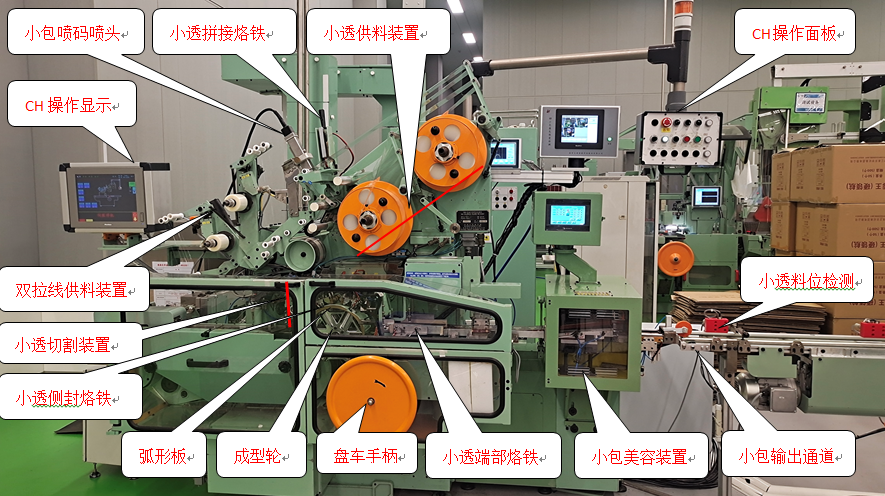 小包喷码喷头
小透拼接烙铁
小透供料装置
CH 操作面板
CH 操作显示
双拉线供料装置
小透料位检测
小透切割装置
小透侧封烙铁
弧形板
成型轮
盘车手柄
小透端部烙铁
小包美容装置
小包输出通道